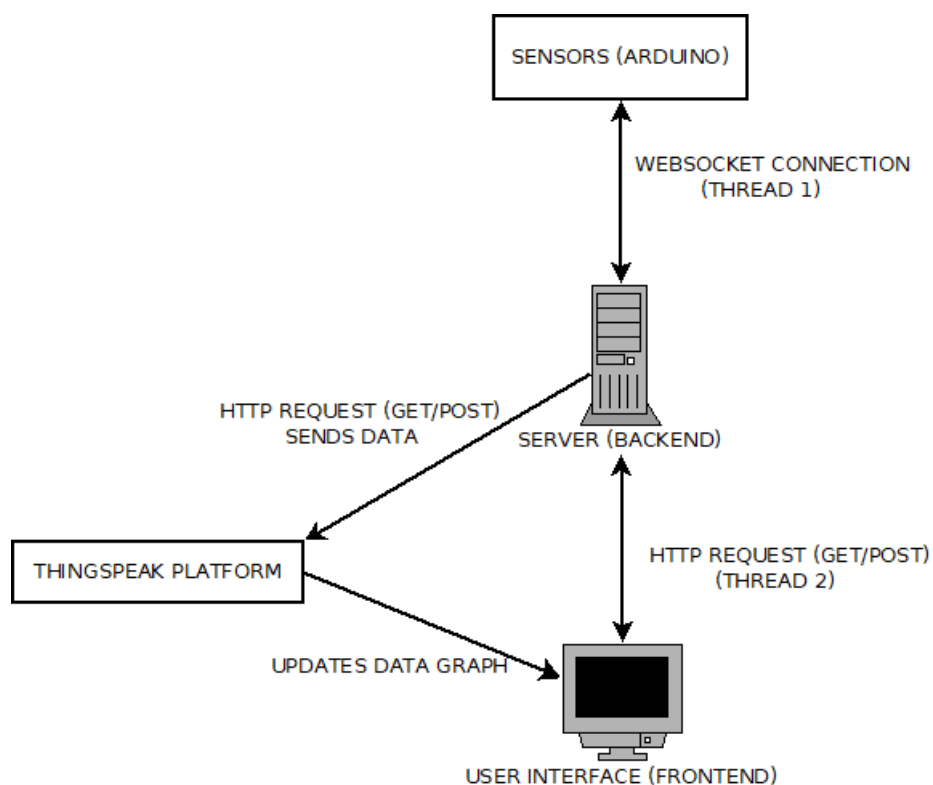 SENSORS (ARDUINO)
WEBSOCKET CONNECTION
(THREAD 1)
HTTP REQUEST (GET/POST)
SENDS DATA
SERVER (BACKEND)
THINGSPEAK PLATFORM
HTTP REQUEST (GET/POST)
(THREAD 2)
UPDATES DATA GRAPH
USER INTERFACE (FRONTEND)